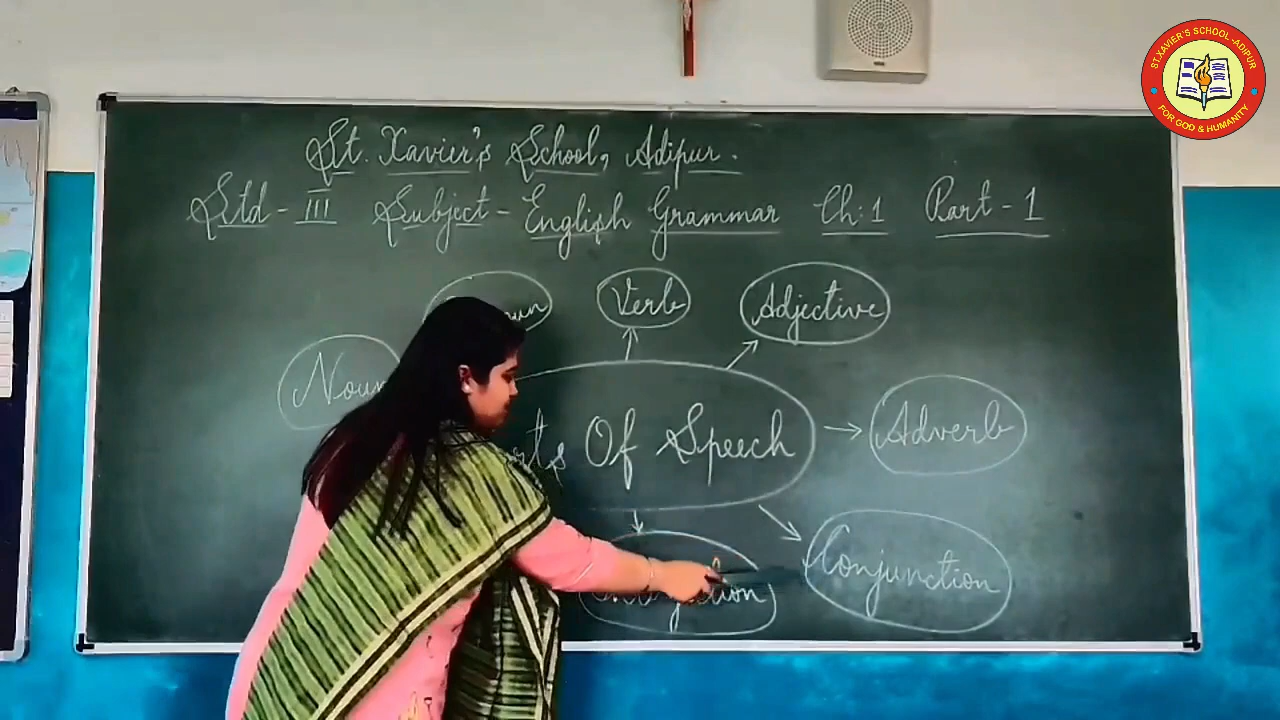 St. Xavier's School, Adipur.
Std - III Subject - English Grammar Ch: 1 Part - 1
Verb
Adjective
Of Speech
Adverb
Conjunction
ST.XAVIER'S SCHOOL-ADIPUR
FOR GOD & HUMANITY